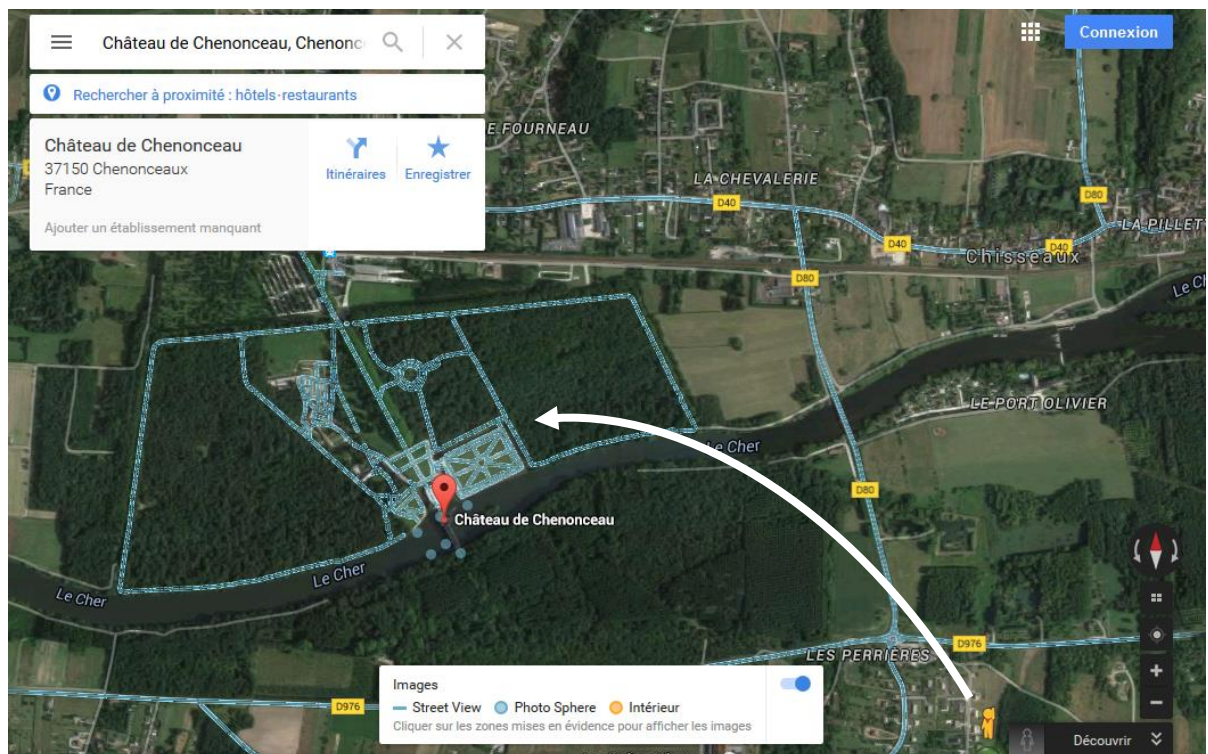 Château de Chenonceau, Chenonc
Connexion
Rechercher à proximité : hôtels·restaurants
Château de Chenonceau
37150 Chenonceaux
France
Ajouter un établissement manquant
Itinéraires
Enregistrer
E FOURNEAU
LA CHEVALERIE
D40
D80
LA PILLET
D40
D40
Chisseaux
D80
Le Ch
LE PORT OLIVIER
Le Cher
D80
Château de Chenonceau
Le Cher
Le Cher
D976
LES PERRIÈRES
D976
Images
Street View
Photo Sphere
Intérieur
Cliquer sur les zones mises en évidence pour afficher les images
Découvrir